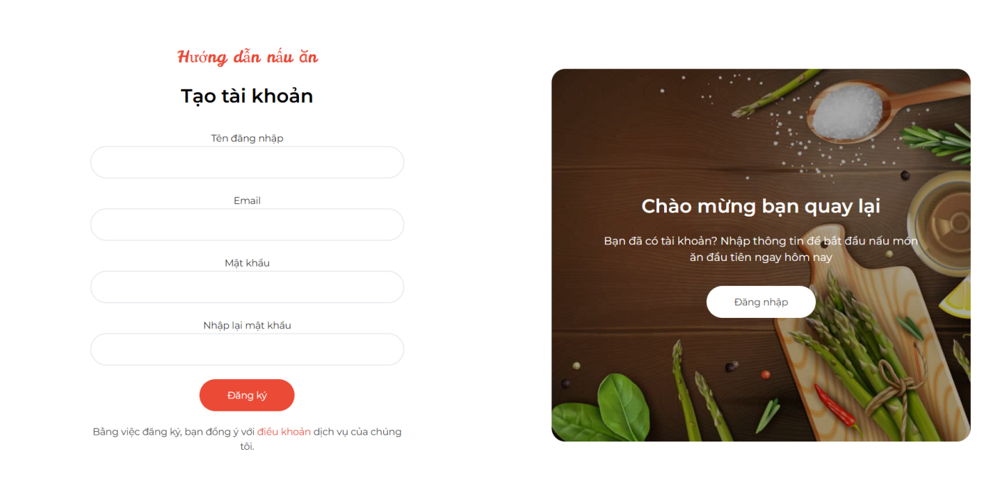 Hướng dẫn nấu ăn
Tạo tài khoản
Tên đăng nhập
Email
Mật khẩu
Nhập lại mật khẩu
Đăng ký
Bằng việc đăng ký, bạn đồng ý với điều khoản dịch vụ của chúng
tôi.
Chào mừng bạn quay lại
Bạn đã có tài khoản? Nhập thông tin để bắt đầu nấu món
ăn đầu tiên ngay hôm nay
Đăng nhập